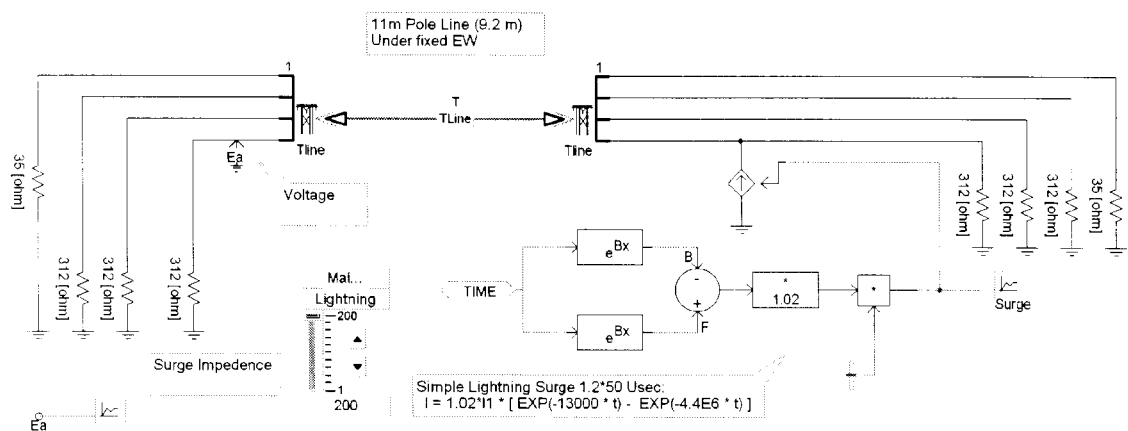 11m Pole Line (9.2 m)
Under fixed EW
1
1
T
TLine
Tline
Tline
Ea
Voltage
35 [ohm]
312 [ohm]
312 [ohm]
312 [ohm]
312 [ohm]
312 [ohm]
312 [ohm]
35 [ohm]
Mai...
Lightning
200
1
200
Surge Impedence
TIME
e^Bx
e^Bx
B
-
+
F
*
1.02
*
Surge
Simple Lightning Surge 1.2*50 Usec:
I = 1.02*I1 * [ EXP(-13000 * t) - EXP(-4.4E6 * t) ]
Ea